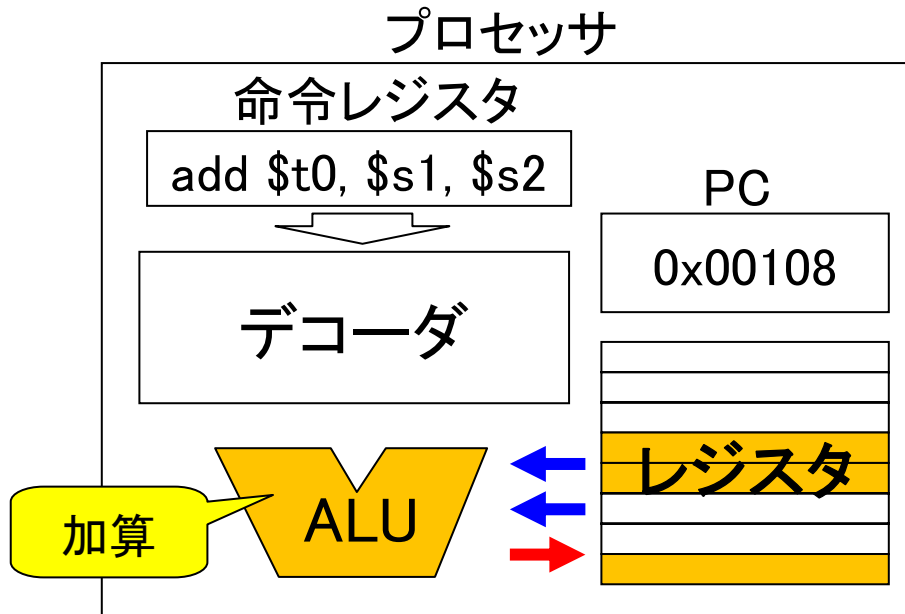 プロセッサ
命令レジスタ
add $t0, $s1, $s2
PC
0x00108
デコーダ
レジスタ
ALU
加算